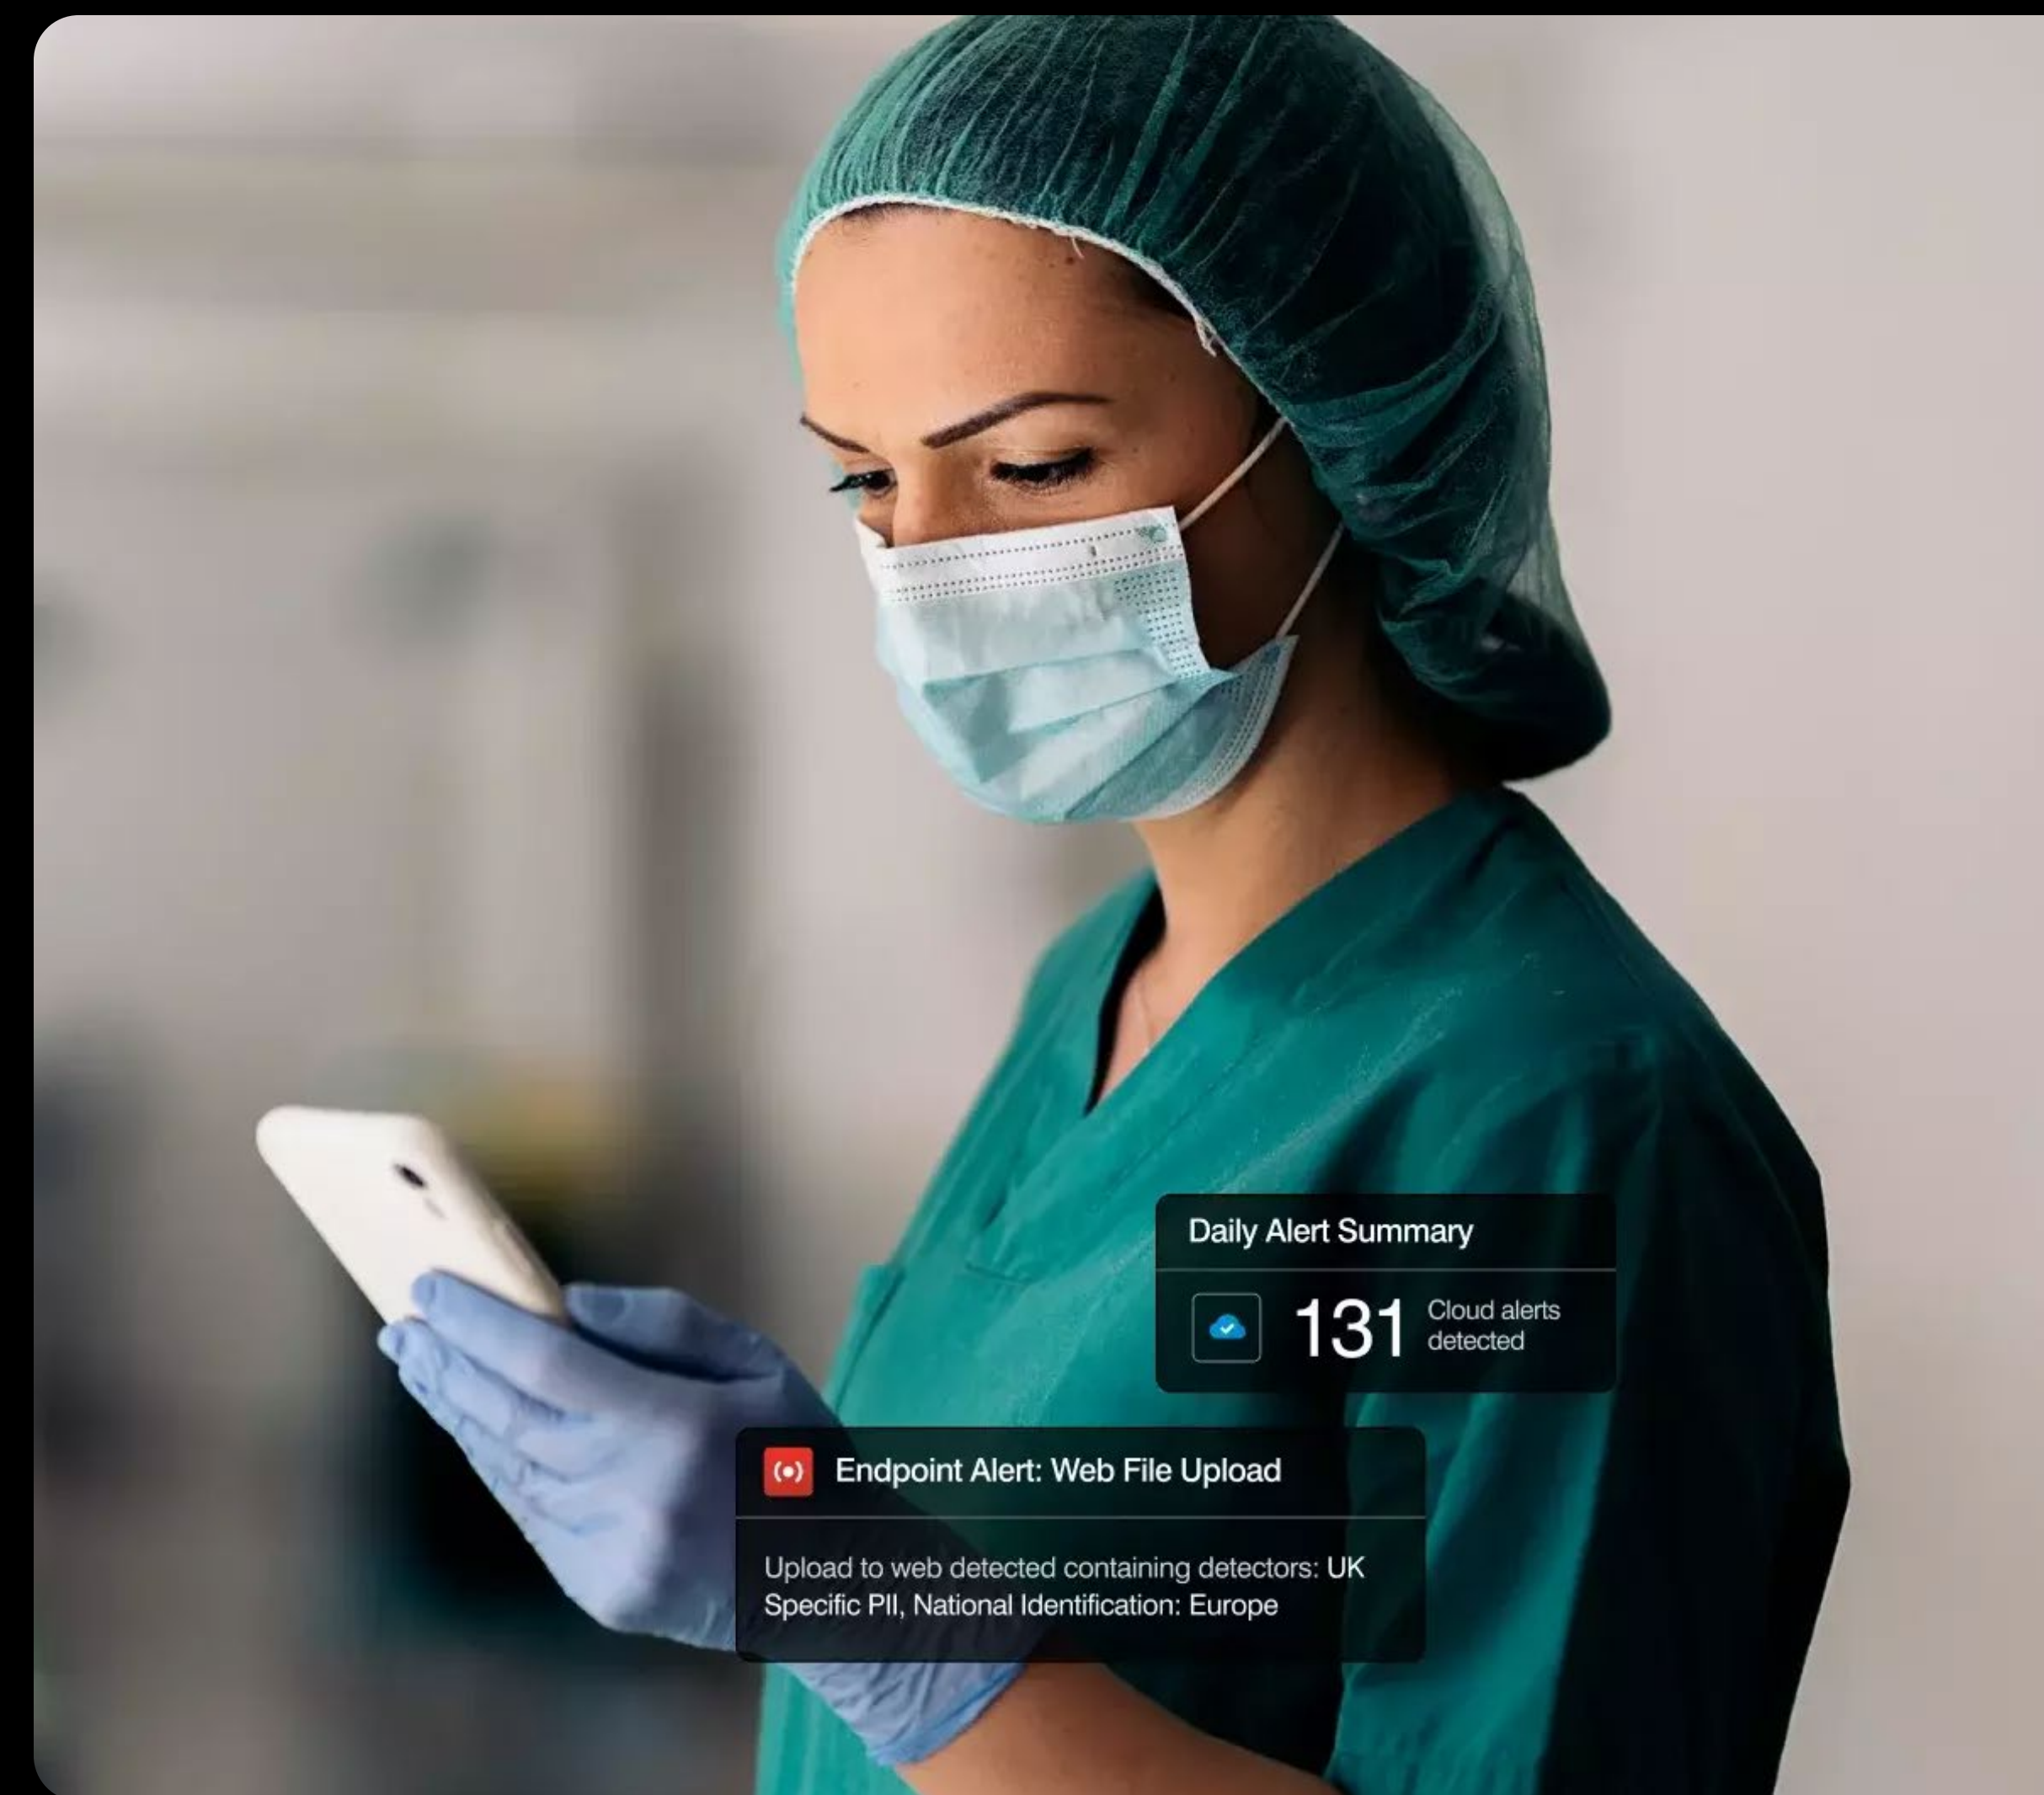 Daily Alert Summary
131
Cloud alerts
detected
Endpoint Alert: Web File Upload
Upload to web detected containing detectors: UK
Specific PII, National Identification: Europe